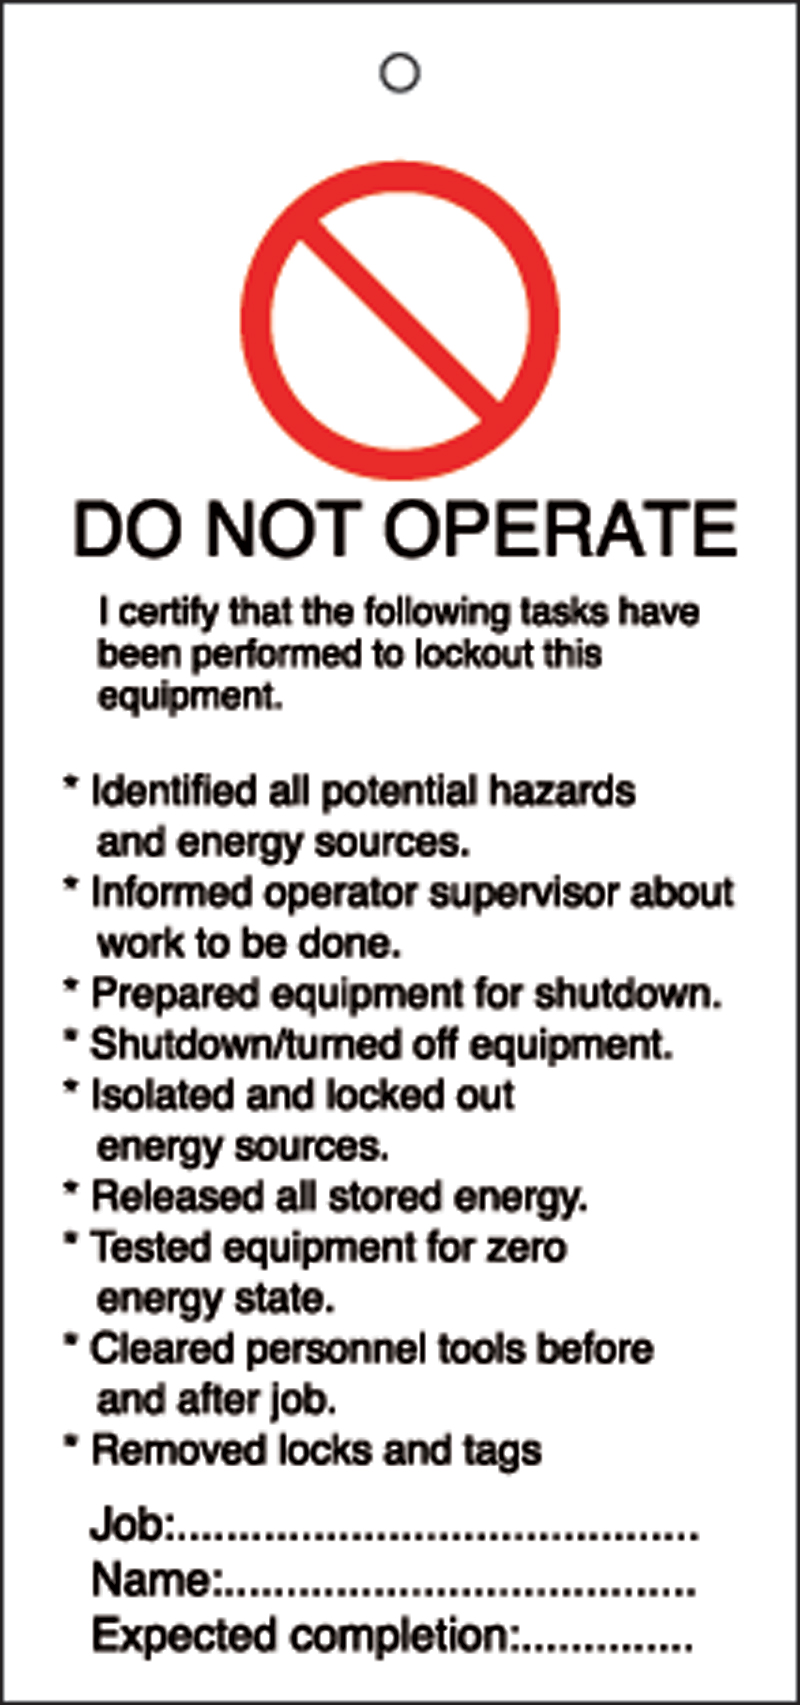 DO NOT OPERATE
I certify that the following tasks have
been performed to lockout this
equipment.
* Identified all potential hazards
and energy sources.
* Informed operator supervisor about
work to be done.
* Prepared equipment for shutdown.
* Shutdown/turned off equipment.
* Isolated and locked out
energy sources.
* Released all stored energy.
* Tested equipment for zero
energy state.
* Cleared personnel tools before
and after job.
* Removed locks and tags
Job:..........................................
Name:......................................
Expected completion:..............